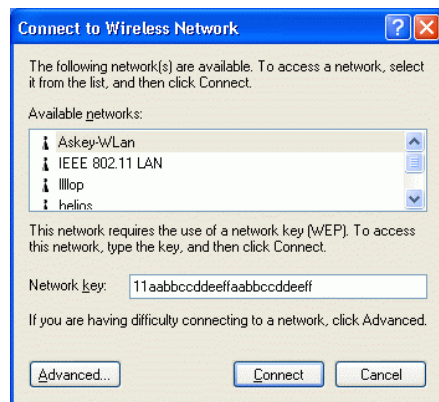 Connect to Wireless Network
The following network(s) are available. To access a network, select
it from the list, and then click Connect.
Available networks:
Askey-WLan
IEEE 802.11 LAN
helios
This network requires the use of a network key (WEP). To access
this network, type the key, and then click Connect.
Network key: 11aabbccddeeffaabbccddeeff
If you are having difficulty connecting to a network, click Advanced.
Advanced... Connect Cancel